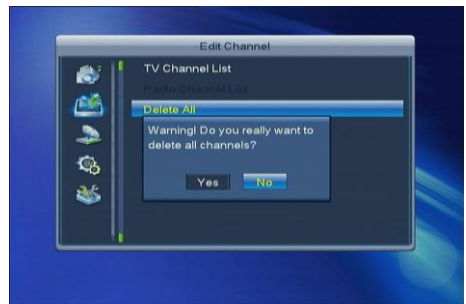 Edit Channel
TV Channel List
Radio Channel List
Delete All
Warning! Do you really want to
delete all channels?
Yes
No